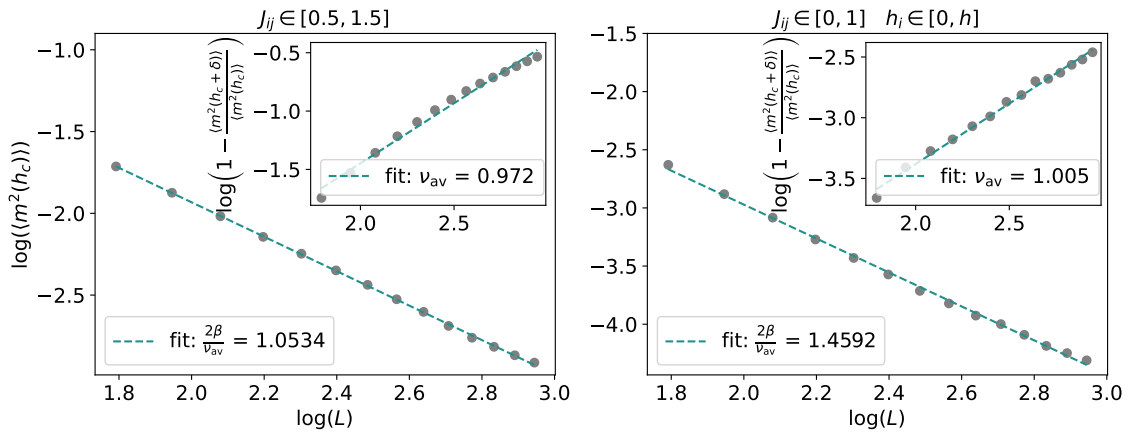 J_{ij} ∈ [0.5, 1.5]
log(⟨m²(h_c)⟩)
−1.0
−1.5
−2.0
−2.5
1.8 2.0 2.2 2.4 2.6 2.8 3.0
log(L)
fit: 2β/ν_av = 1.0534
log(1 − ⟨m²(h_c + δ)⟩/⟨m²(h_c)⟩)
−0.5
−1.0
−1.5
2.0 2.5
fit: ν_av = 0.972
J_{ij} ∈ [0, 1] h_i ∈ [0, h]
−1.5
−2.0
−2.5
−3.0
−3.5
−4.0
1.8 2.0 2.2 2.4 2.6 2.8 3.0
log(L)
fit: 2β/ν_av = 1.4592
log(1 − ⟨m²(h_c + δ)⟩/⟨m²(h_c)⟩)
−2.5
−3.0
−3.5
2.0 2.5
fit: ν_av = 1.005